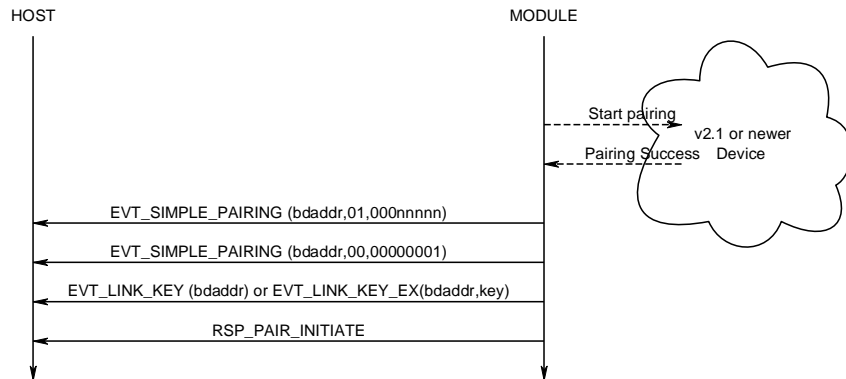 HOST
MODULE
Start pairing
v2.1 or newer
Device
Pairing Success
EVT_SIMPLE_PAIRING (bdaddr,01,000nnnnn)
EVT_SIMPLE_PAIRING (bdaddr,00,00000001)
EVT_LINK_KEY (bdaddr) or EVT_LINK_KEY_EX(bdaddr,key)
RSP_PAIR_INITIATE